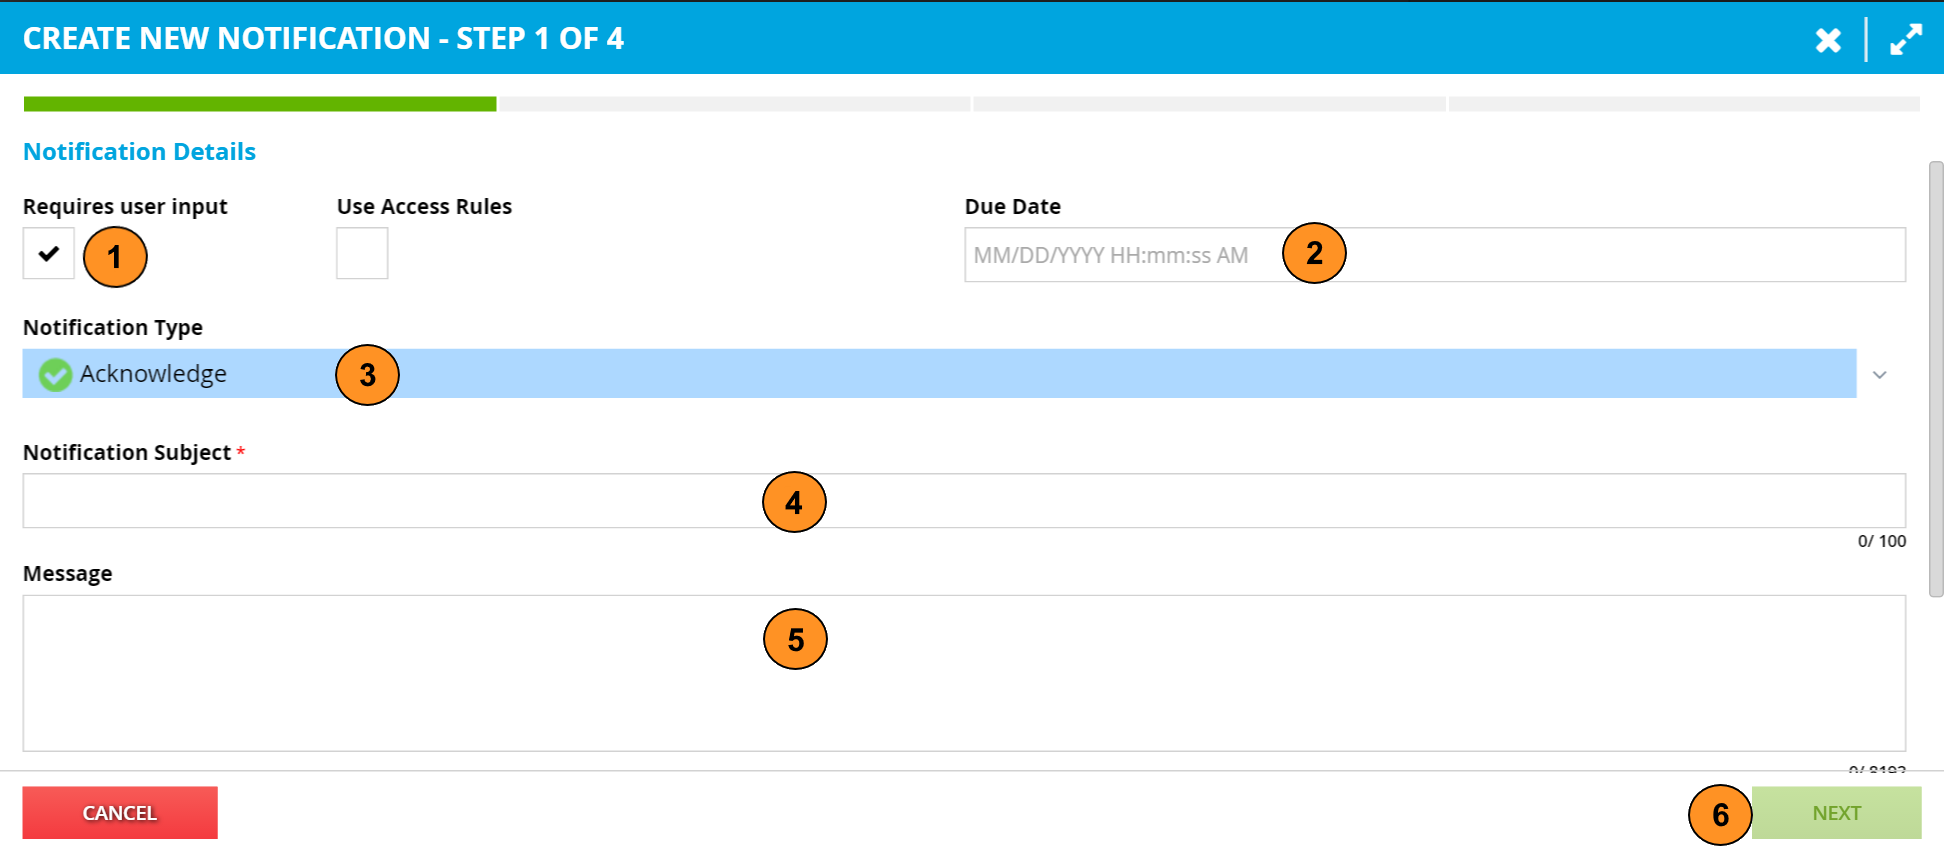 CREATE NEW NOTIFICATION - STEP 1 OF 4
Notification Details
Requires user input Use Access Rules Due Date
1 MM/DD/YYYY HH:mm:ss AM 2
Notification Type
Acknowledge 3
Notification Subject *
4
0/ 100
Message
5
0/ 8192
CANCEL 6 NEXT